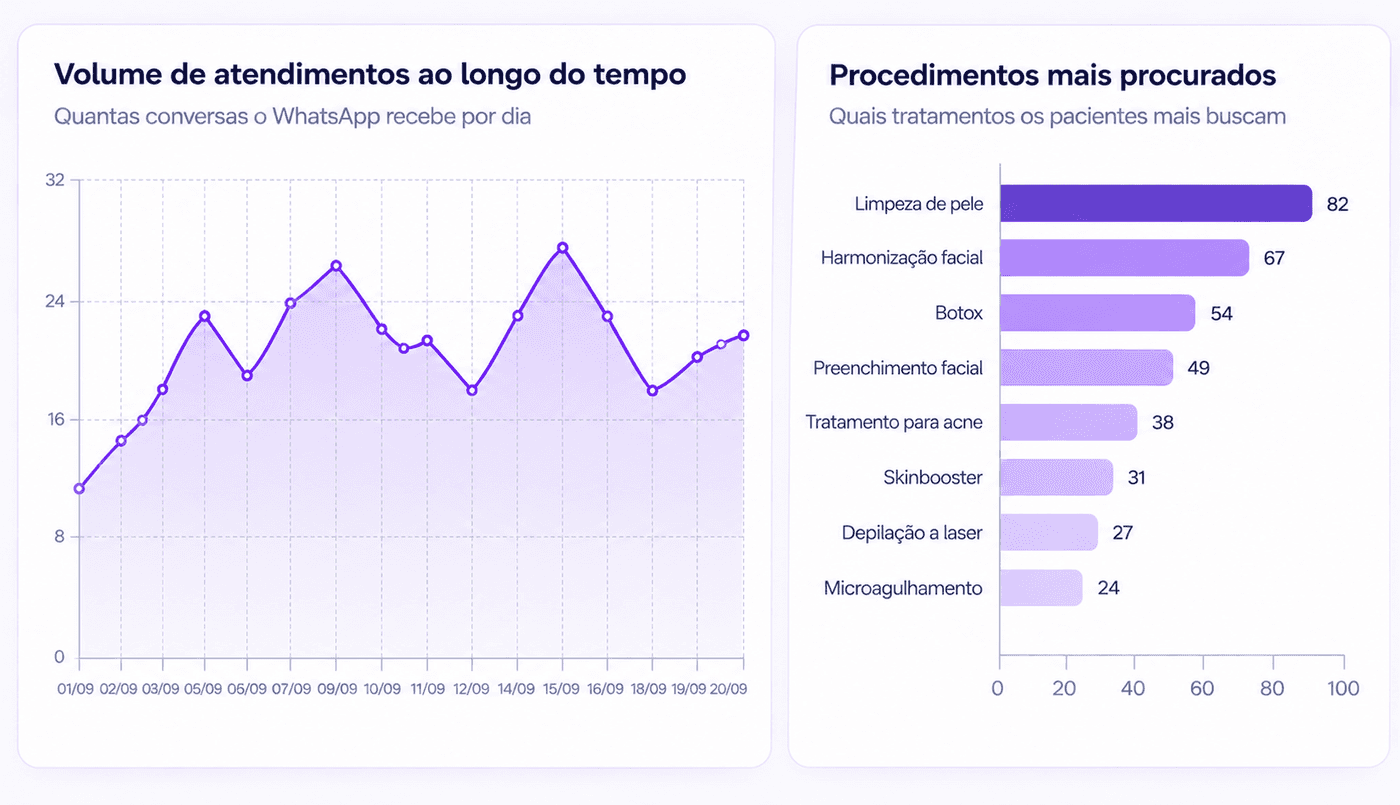 Volume de atendimentos ao longo do tempo
Quantas conversas o WhatsApp recebe por dia
32
24
16
8
0
01/09 02/09 03/09 05/09 06/09 07/09 09/09 10/09 11/09 12/09 14/09 15/09 16/09 18/09 19/09 20/09
Procedimentos mais procurados
Quais tratamentos os pacientes mais buscam
Limpeza de pele 82
Harmonização facial 67
Botox 54
Preenchimento facial 49
Tratamento para acne 38
Skinbooster 31
Depilação a laser 27
Microagulhamento 24
0 20 40 60 80 100